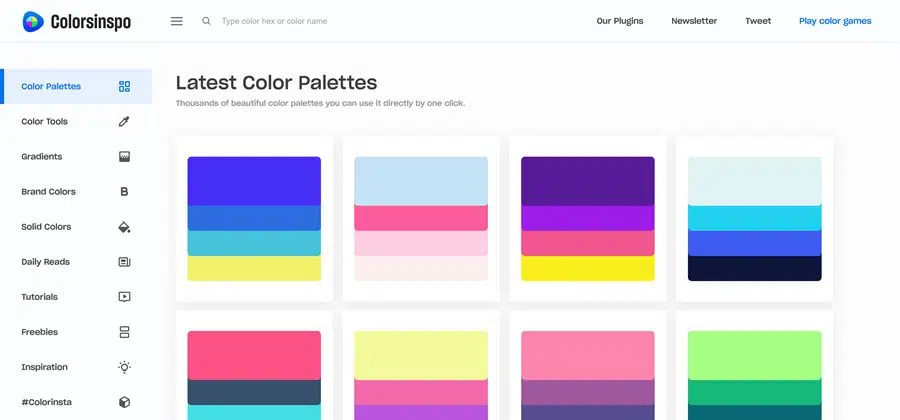 Colorsinspo
Type color hex or color name
Our Plugins
Newsletter
Tweet
Play color games
Color Palettes
Color Tools
Gradients
Brand Colors
B
Solid Colors
Daily Reads
Tutorials
Freebies
Inspiration
#Colorinsta
Latest Color Palettes
Thousands of beautiful color palettes you can use it directly by one click.